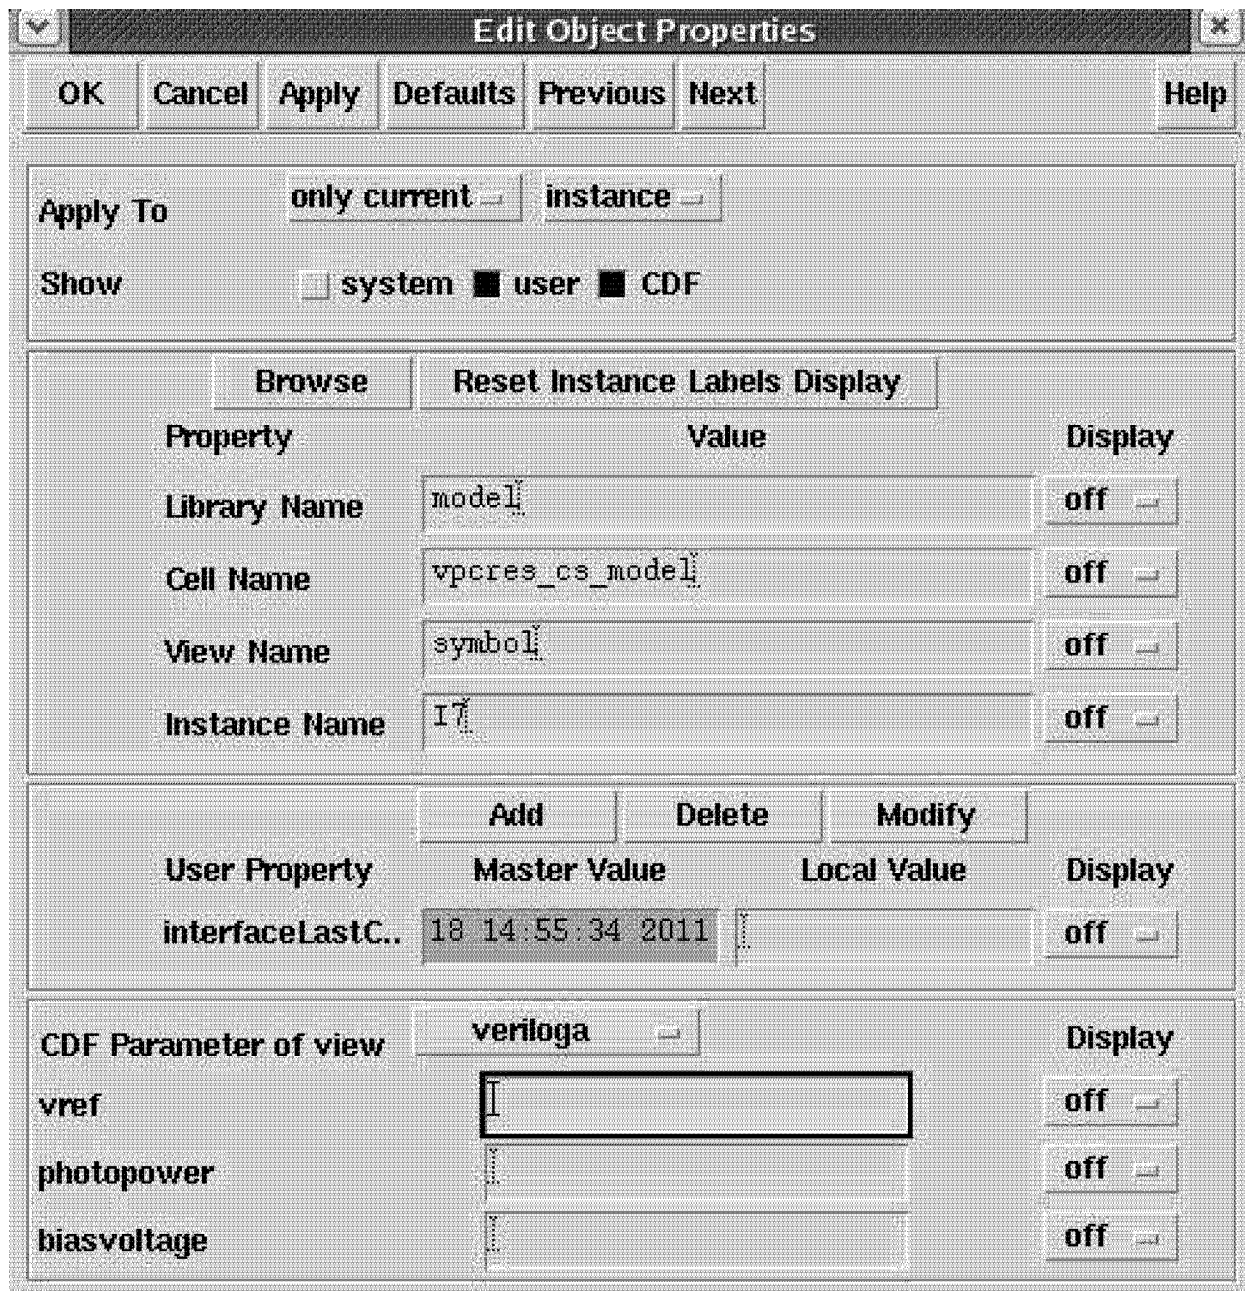 Edit Object Properties
OK Cancel Apply Defaults Previous Next Help
Apply To only current instance
Show system user CDF
Browse Reset Instance Labels Display
Property Value Display
Library Name model off
Cell Name vpcres_cs_model off
View Name symbol off
Instance Name I7 off
Add Delete Modify
User Property Master Value Local Value Display
interfaceLastC.. 18 14:55:34 2011 off
CDF Parameter of view veriloga Display
vref off
photopower off
biasvoltage off